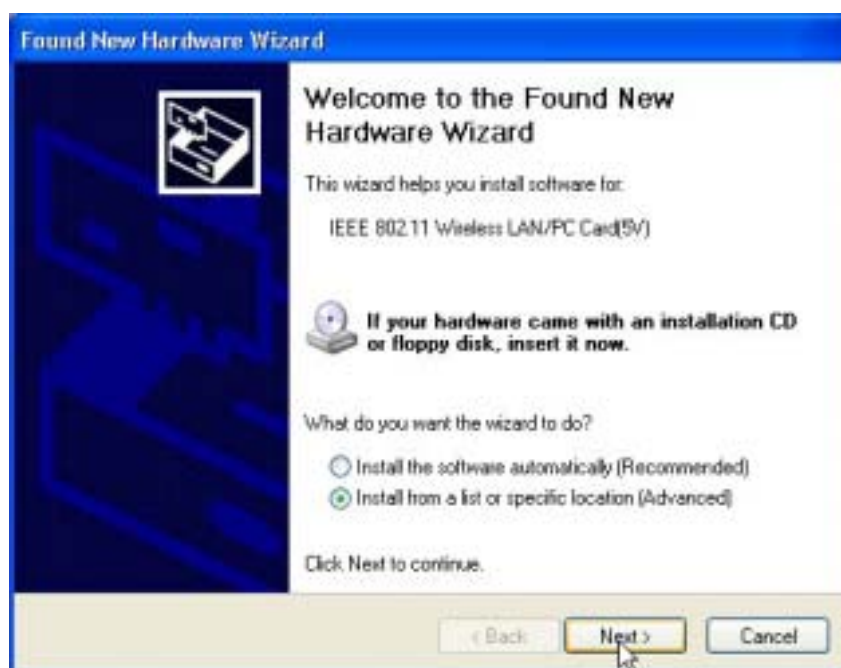 Found New Hardware Wizard
Welcome to the Found New
Hardware Wizard
This wizard helps you install software for:
IEEE 802.11 Wireless LAN/PC Card(5V)
If your hardware came with an installation CD
or floppy disk, insert it now.
What do you want the wizard to do?
Install the software automatically (Recommended)
Install from a list or specific location (Advanced)
Click Next to continue.
< Back
Next >
Cancel